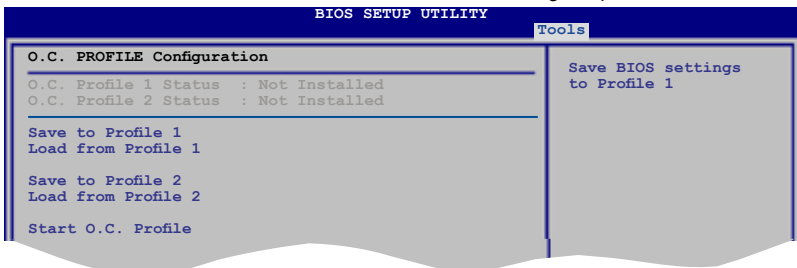 BIOS SETUP UTILITY
Tools
O.C. PROFILE Configuration
O.C. Profile 1 Status : Not Installed
O.C. Profile 2 Status : Not Installed
Save to Profile 1
Load from Profile 1
Save to Profile 2
Load from Profile 2
Start O.C. Profile
Save BIOS settings
to Profile 1